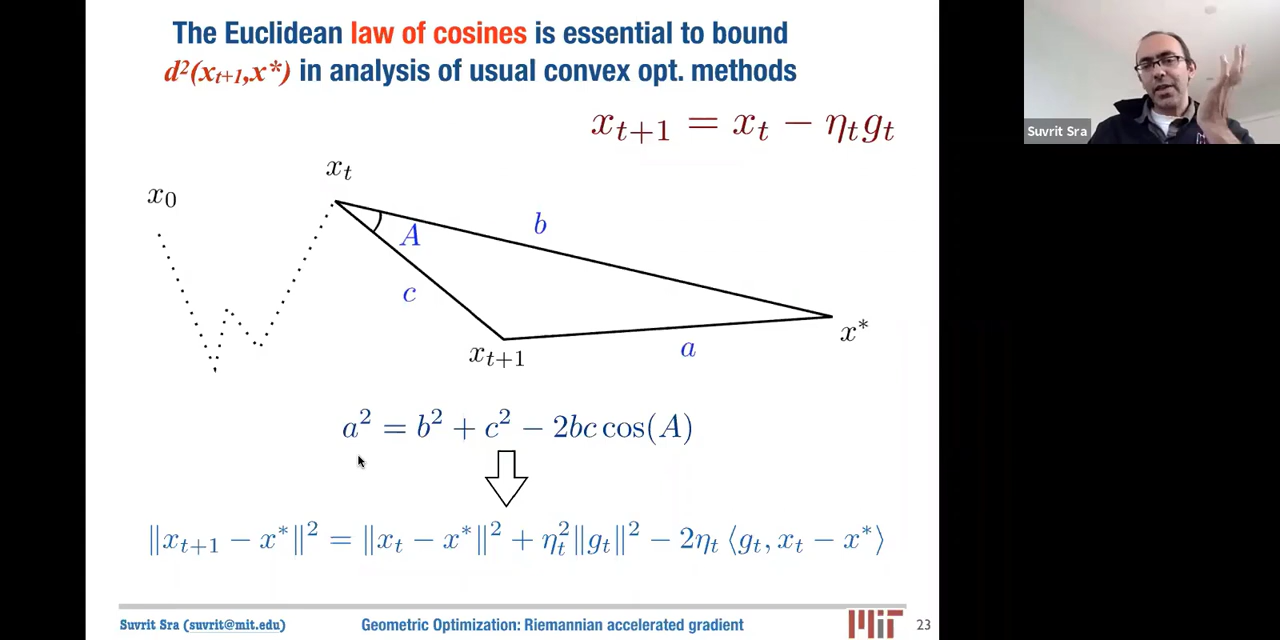 The Euclidean law of cosines is essential to bound
d²(xₜ₊₁,x*) in analysis of usual convex opt. methods
xₜ₊₁ = xₜ − ηₜgₜ
Suvrit Sra
xₜ
x₀
b
A
c
x*
a
xₜ₊₁
a² = b² + c² − 2bc cos(A)
‖xₜ₊₁ − x*‖² = ‖xₜ − x*‖² + ηₜ²‖gₜ‖² − 2ηₜ ⟨gₜ, xₜ − x*⟩
Suvrit Sra (suvrit@mit.edu)
Geometric Optimization: Riemannian accelerated gradient
MIT
23